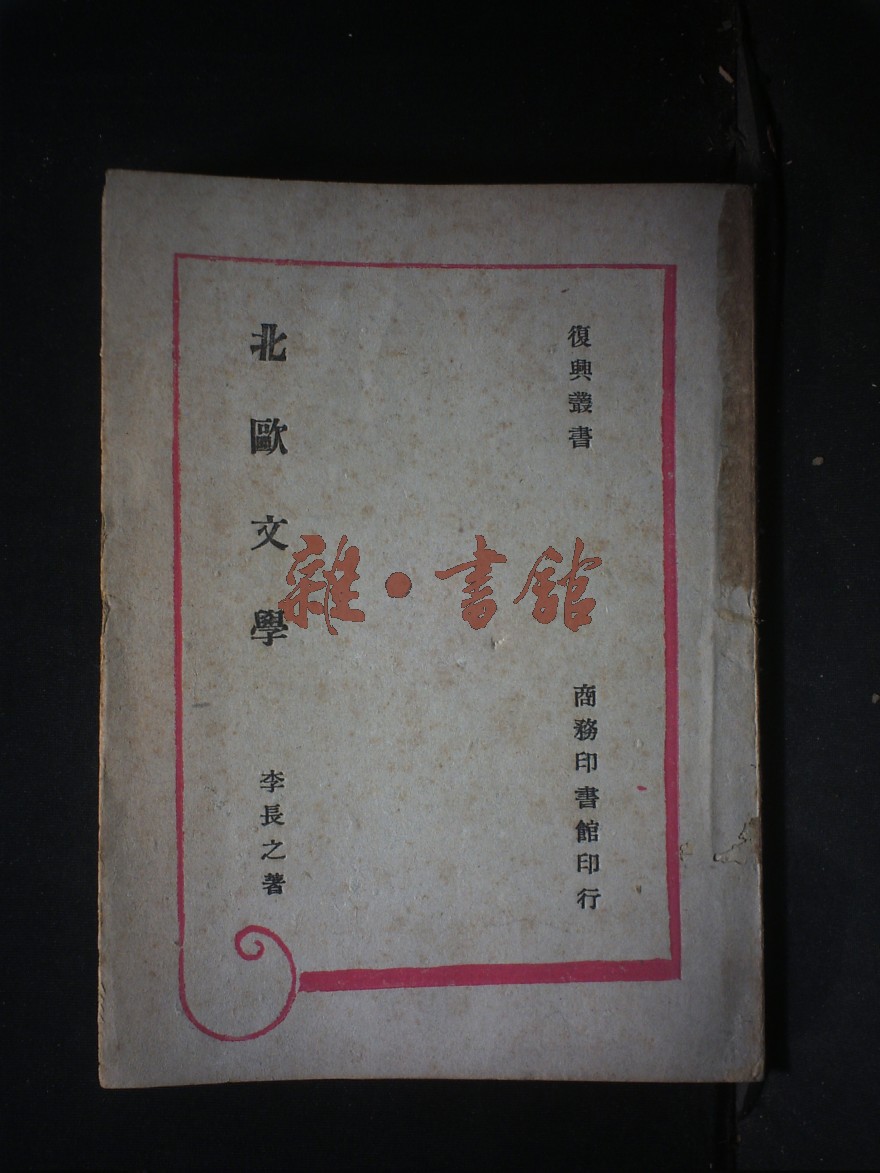 復興叢書
商務印書館印行
北歐文學
李長之著
雜·書館